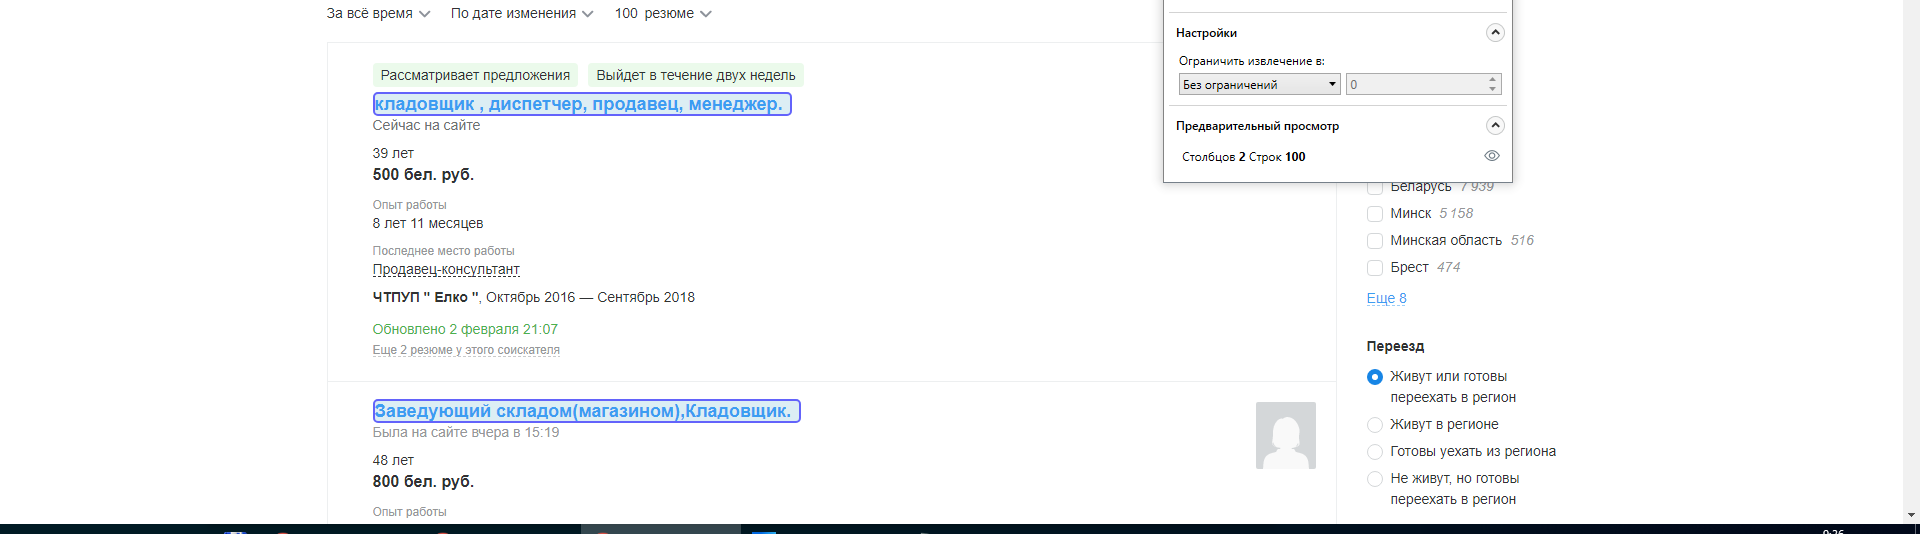 За всё время По дате изменения 100 резюме
Рассматривает предложения Выйдет в течение двух недель
кладовщик , диспетчер, продавец, менеджер.
Сейчас на сайте
39 лет
500 бел. руб.
Опыт работы
8 лет 11 месяцев
Последнее место работы
Продавец-консультант
ЧТПУП " Елко ", Октябрь 2016 — Сентябрь 2018
Обновлено 2 февраля 21:07
Еще 2 резюме у этого соискателя
Заведующий складом(магазином),Кладовщик.
Была на сайте вчера в 15:19
48 лет
800 бел. руб.
Опыт работы
Настройки
Ограничить извлечение в:
Без ограничений 0
Предварительный просмотр
Столбцов 2 Строк 100
Беларусь 7 939
Минск 5 158
Минская область 516
Брест 474
Еще 8
Переезд
Живут или готовы
переехать в регион
Живут в регионе
Готовы уехать из региона
Не живут, но готовы
переехать в регион